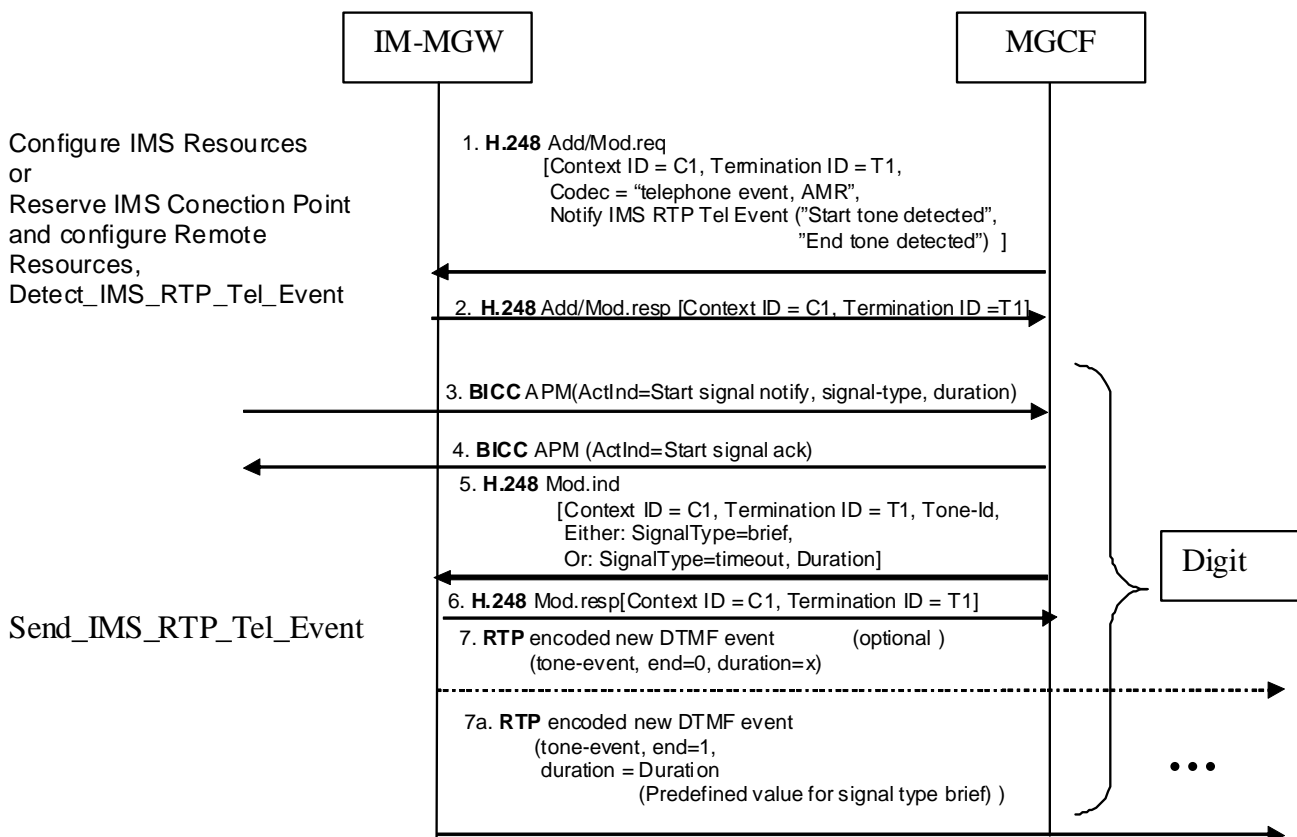 IM-MGW
MGCF
Configure IMS Resources
or
Reserve IMS Conection Point
and configure Remote
Resources,
Detect_IMS_RTP_Tel_Event
1. H.248 Add/Mod.req
[Context ID = C1, Termination ID = T1,
Codec = “telephone event, AMR”,
Notify IMS RTP Tel Event (”Start tone detected”,
”End tone detected”) ]
2. H.248 Add/Mod.resp [Context ID = C1, Termination ID =T1]
3. BICC APM(ActInd=Start signal notify, signal-type, duration)
4. BICC APM (ActInd=Start signal ack)
5. H.248 Mod.ind
[Context ID = C1, Termination ID = T1, Tone-Id,
Either: SignalType=brief,
Or: SignalType=timeout, Duration]
Digit
6. H.248 Mod.resp[Context ID = C1, Termination ID = T1]
Send_IMS_RTP_Tel_Event
7. RTP encoded new DTMF event (optional )
(tone-event, end=0, duration=x)
7a. RTP encoded new DTMF event
(tone-event, end=1,
duration = Duration
(Predefined value for signal type brief) )
...